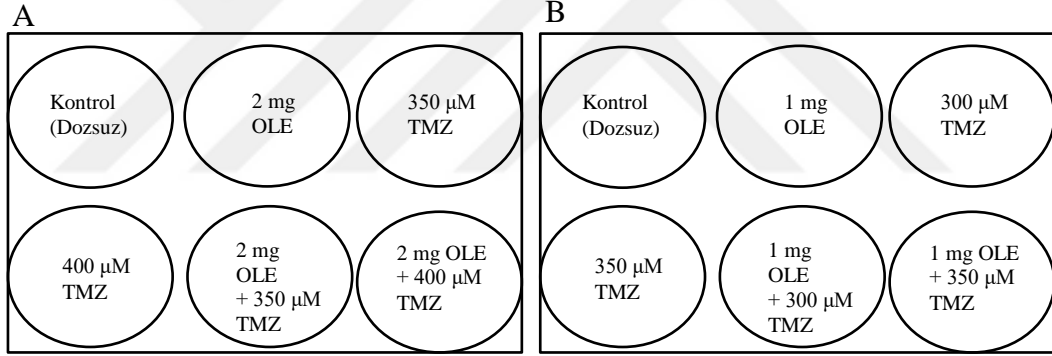 A
Kontrol
(Dozsuz)
2 mg
OLE
350 µM
TMZ
400 µM
TMZ
2 mg
OLE
+ 350 µM
TMZ
2 mg OLE
+ 400 µM
TMZ
B
Kontrol
(Dozsuz)
1 mg
OLE
300 µM
TMZ
350 µM
TMZ
1 mg
OLE
+ 300 µM
TMZ
1 mg OLE
+ 350 µM
TMZ